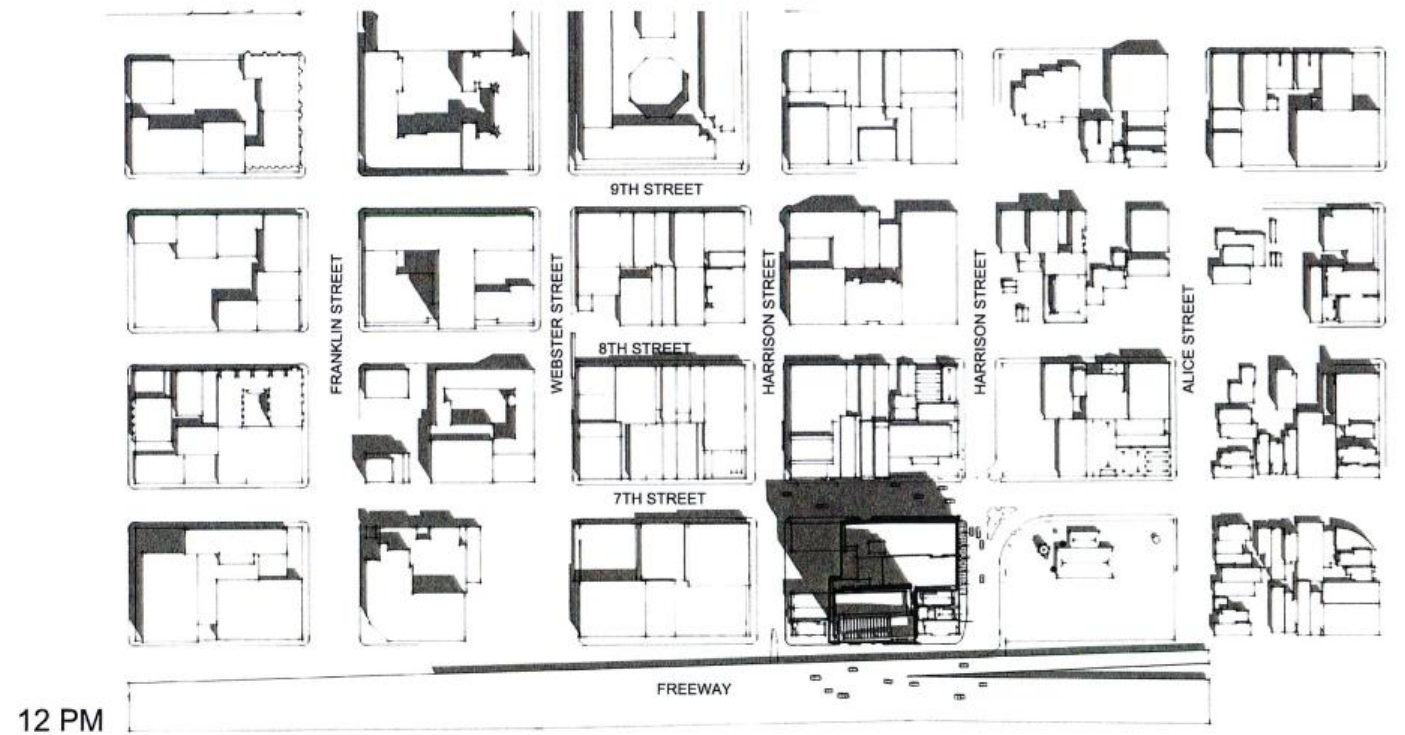 9TH STREET
FRANKLIN STREET
WEBSTER STREET
HARRISON STREET
HARRISON STREET
ALICE STREET
8TH STREET
7TH STREET
FREEWAY
12 PM